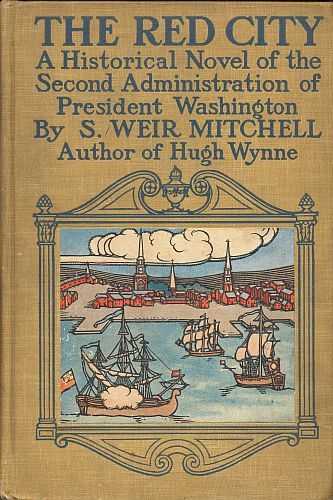 THE RED CITY
A Historical Novel of the
Second Administration of
President Washington
By S. WEIR MITCHELL
Author of Hugh Wynne